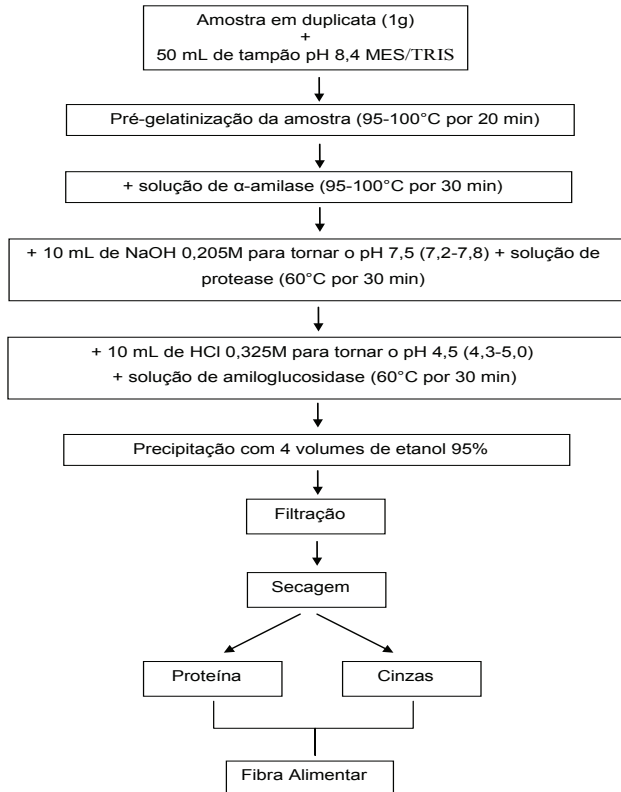 Amostra em duplicata (1g)
+
50 mL de tampão pH 8,4 MES/TRIS
Pré-gelatinização da amostra (95-100°C por 20 min)
+ solução de α-amilase (95-100°C por 30 min)
+ 10 mL de NaOH 0,205M para tornar o pH 7,5 (7,2-7,8) + solução de
protease (60°C por 30 min)
+ 10 mL de HCl 0,325M para tornar o pH 4,5 (4,3-5,0)
+ solução de amiloglucosidase (60°C por 30 min)
Precipitação com 4 volumes de etanol 95%
Filtração
Secagem
Proteína
Cinzas
Fibra Alimentar